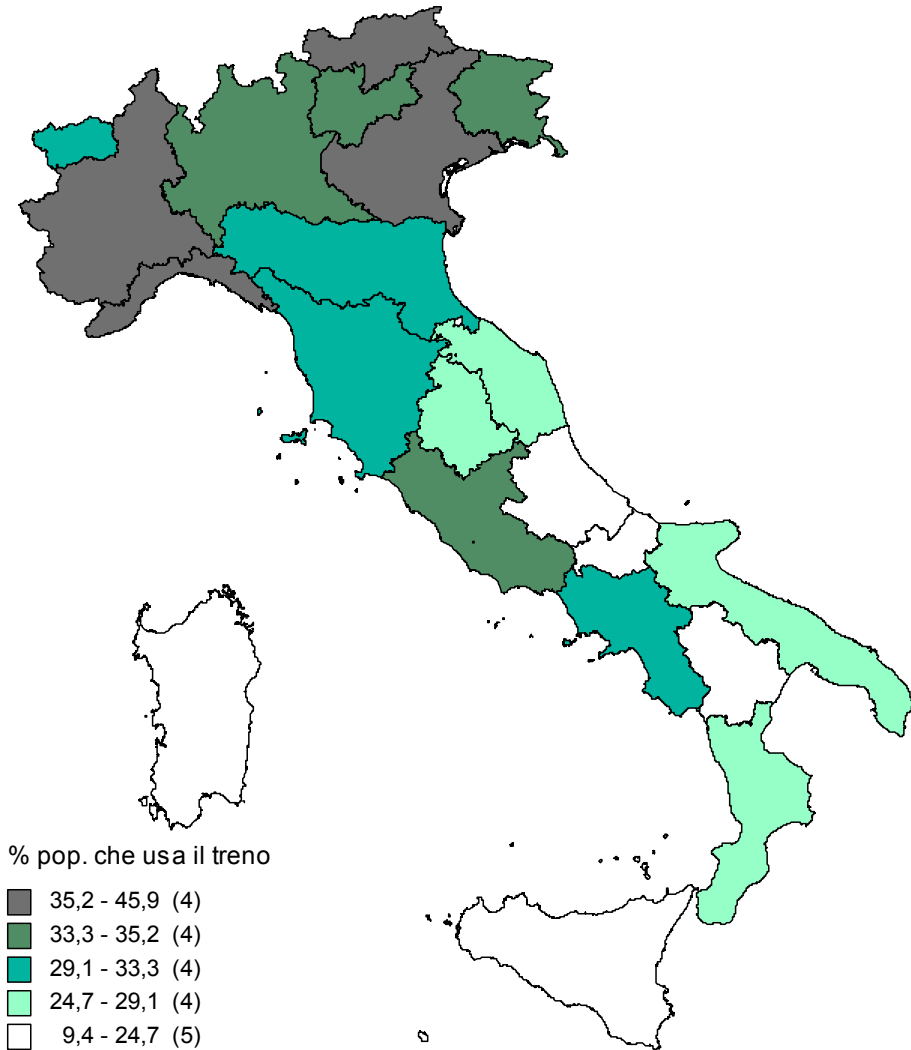 % pop. che usa il treno
35,2 - 45,9 (4)
33,3 - 35,2 (4)
29,1 - 33,3 (4)
24,7 - 29,1 (4)
9,4 - 24,7 (5)